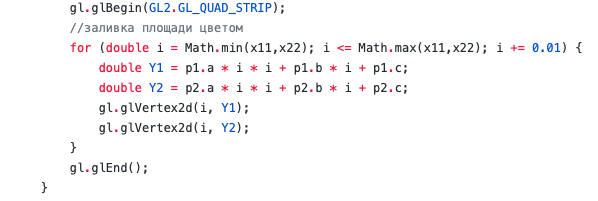 gl.glBegin(GL2.GL_QUAD_STRIP);
//заливка площади цветом
for (double i = Math.min(x11,x22); i <= Math.max(x11,x22); i += 0.01) {
double Y1 = p1.a * i * i + p1.b * i + p1.c;
double Y2 = p2.a * i * i + p2.b * i + p2.c;
gl.glVertex2d(i, Y1);
gl.glVertex2d(i, Y2);
}
gl.glEnd();
}